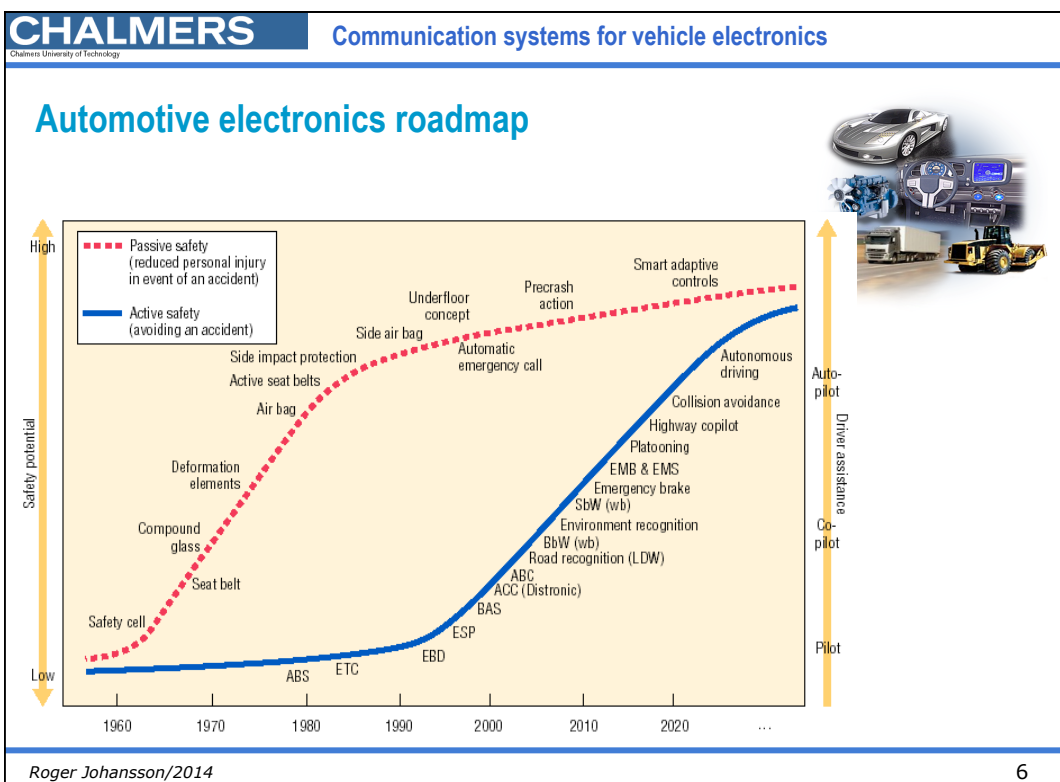 CHALMERS
Chalmers University of Technology
Communication systems for vehicle electronics
Automotive electronics roadmap
High
Low
Safety potential
Passive safety
(reduced personal injury
in event of an accident)
Active safety
(avoiding an accident)
Safety cell
Seat belt
Compound
glass
Deformation
elements
Air bag
Active seat belts
Side impact protection
Side air bag
Underfloor
concept
Automatic
emergency call
Precrash
action
Smart adaptive
controls
ABS
ETC
EBD
ESP
BAS
ACC (Distronic)
ABC
Road recognition (LDW)
BbW (wb)
Environment recognition
SbW (wb)
Emergency brake
EMB & EMS
Platooning
Highway copilot
Collision avoidance
Autonomous
driving
Auto-
pilot
Driver assistance
Co-
pilot
Pilot
1960
1970
1980
1990
2000
2010
2020
...
Roger Johansson/2014
6